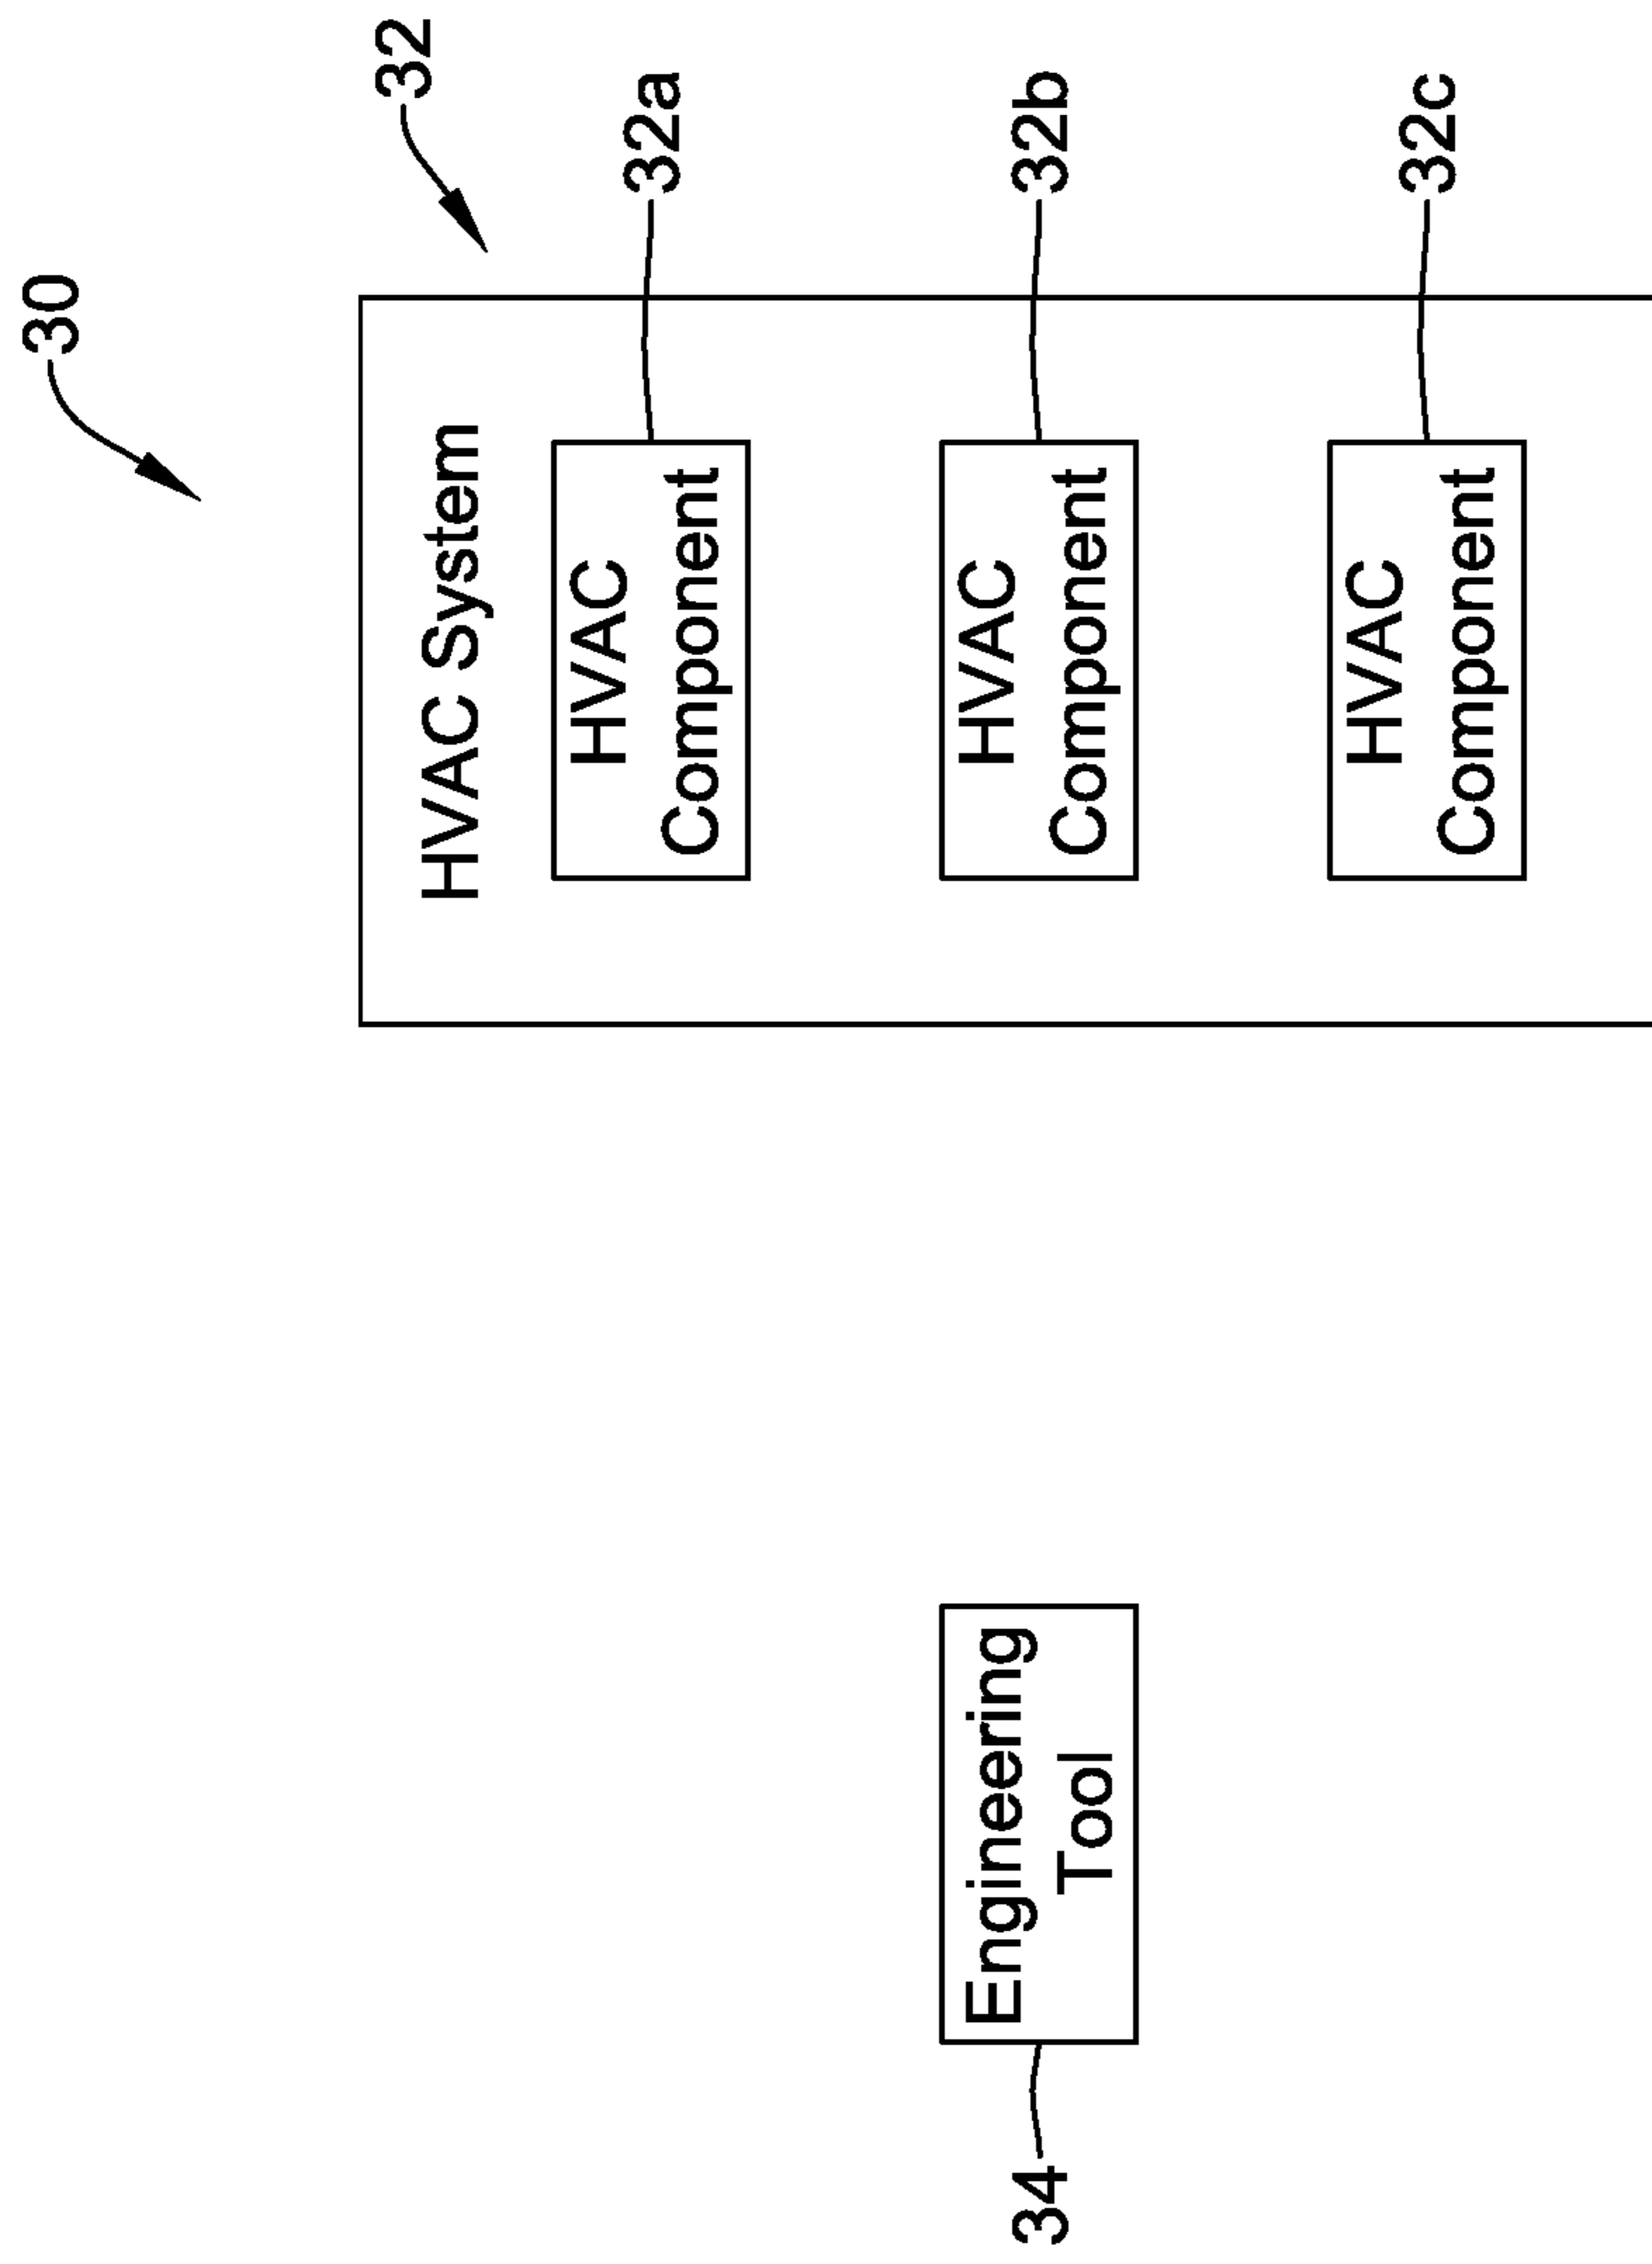 30
32
HVAC System
HVAC
Component
32a
Engineering
Tool
34
HVAC
Component
32b
HVAC
Component
32c